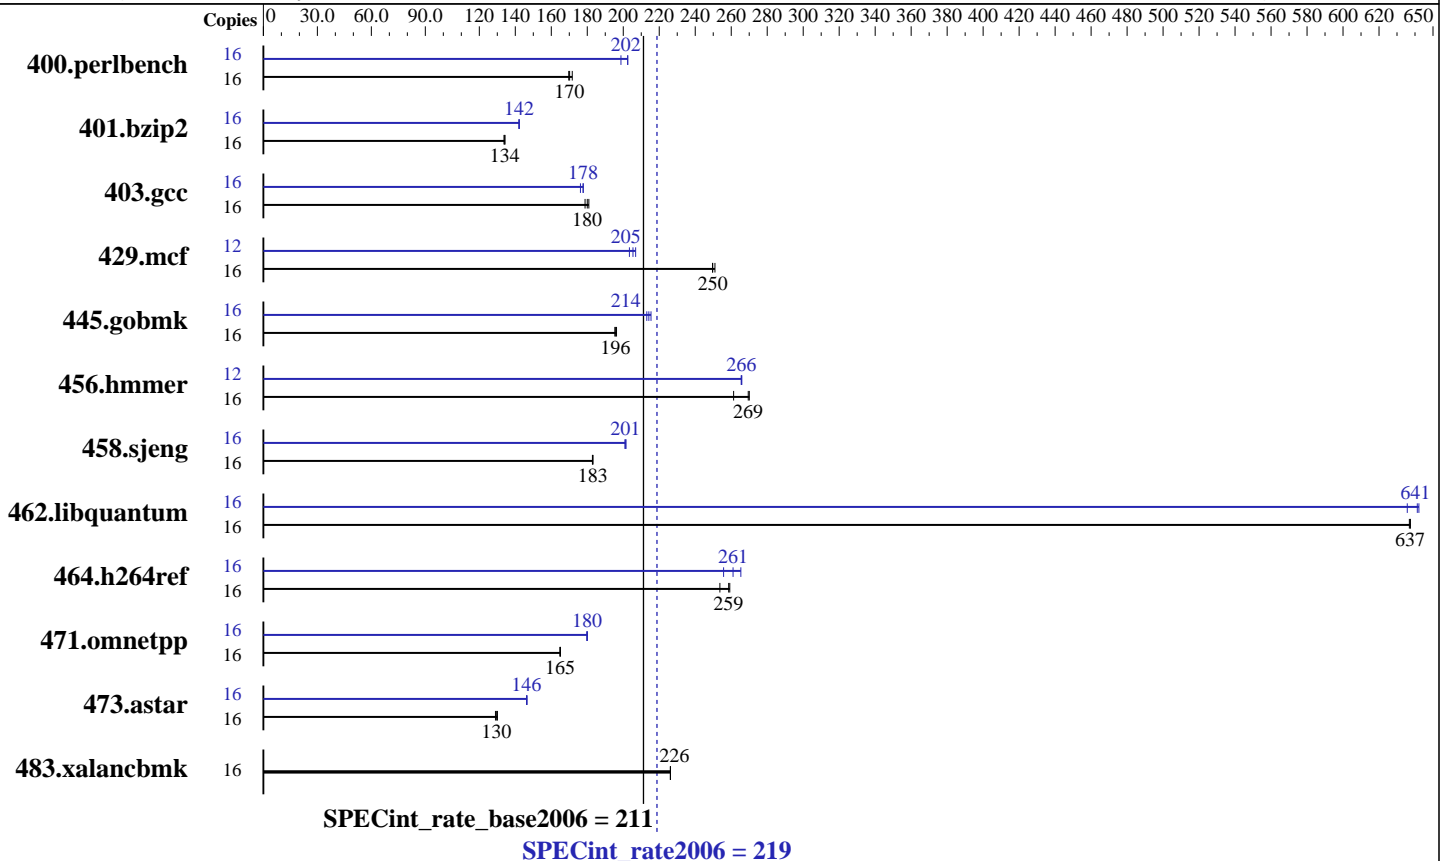 Copies 0 30.0 60.0 90.0 120 140 160 180 200 220 240 260 280 300 320 340 360 380 400 420 440 460 480 500 520 540 560 580 600 620 650
400.perlbench 16 202
16 170
401.bzip2 16 142
16 134
403.gcc 16 178
16 180
429.mcf 12 205
16 250
445.gobmk 16 214
16 196
456.hmmer 12 266
16 269
458.sjeng 16 201
16 183
462.libquantum 16 641
16 637
464.h264ref 16 261
16 259
471.omnetpp 16 180
16 165
473.astar 16 146
16 130
483.xalancbmk 16 226
SPECint_rate_base2006 = 211
SPECint_rate2006 = 219